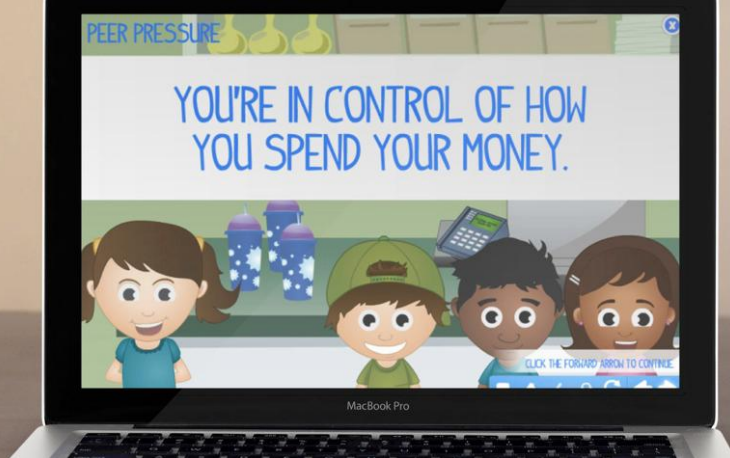 PEER PRESSURE
YOU'RE IN CONTROL OF HOW
YOU SPEND YOUR MONEY.
CLICK THE FORWARD ARROW TO CONTINUE.
MacBook Pro